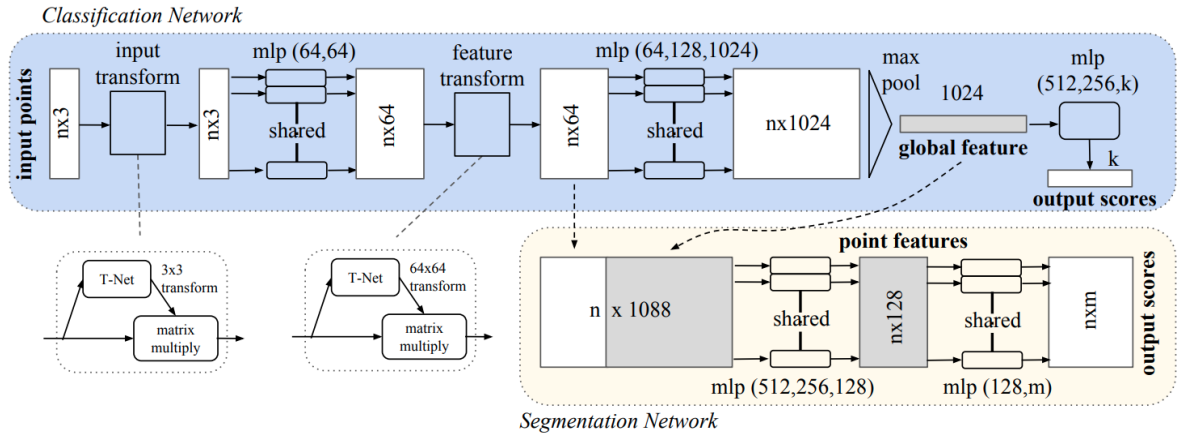 Classification Network
input points
nx3
input
transform
nx3
mlp (64,64)
shared
nx64
feature
transform
nx64
mlp (64,128,1024)
shared
nx1024
max
pool
1024
global feature
mlp
(512,256,k)
k
output scores
T-Net
3x3
transform
matrix
multiply
T-Net
64x64
transform
matrix
multiply
point features
n x 1088
shared
mlp (512,256,128)
nx128
shared
mlp (128,m)
nxm
output scores
Segmentation Network